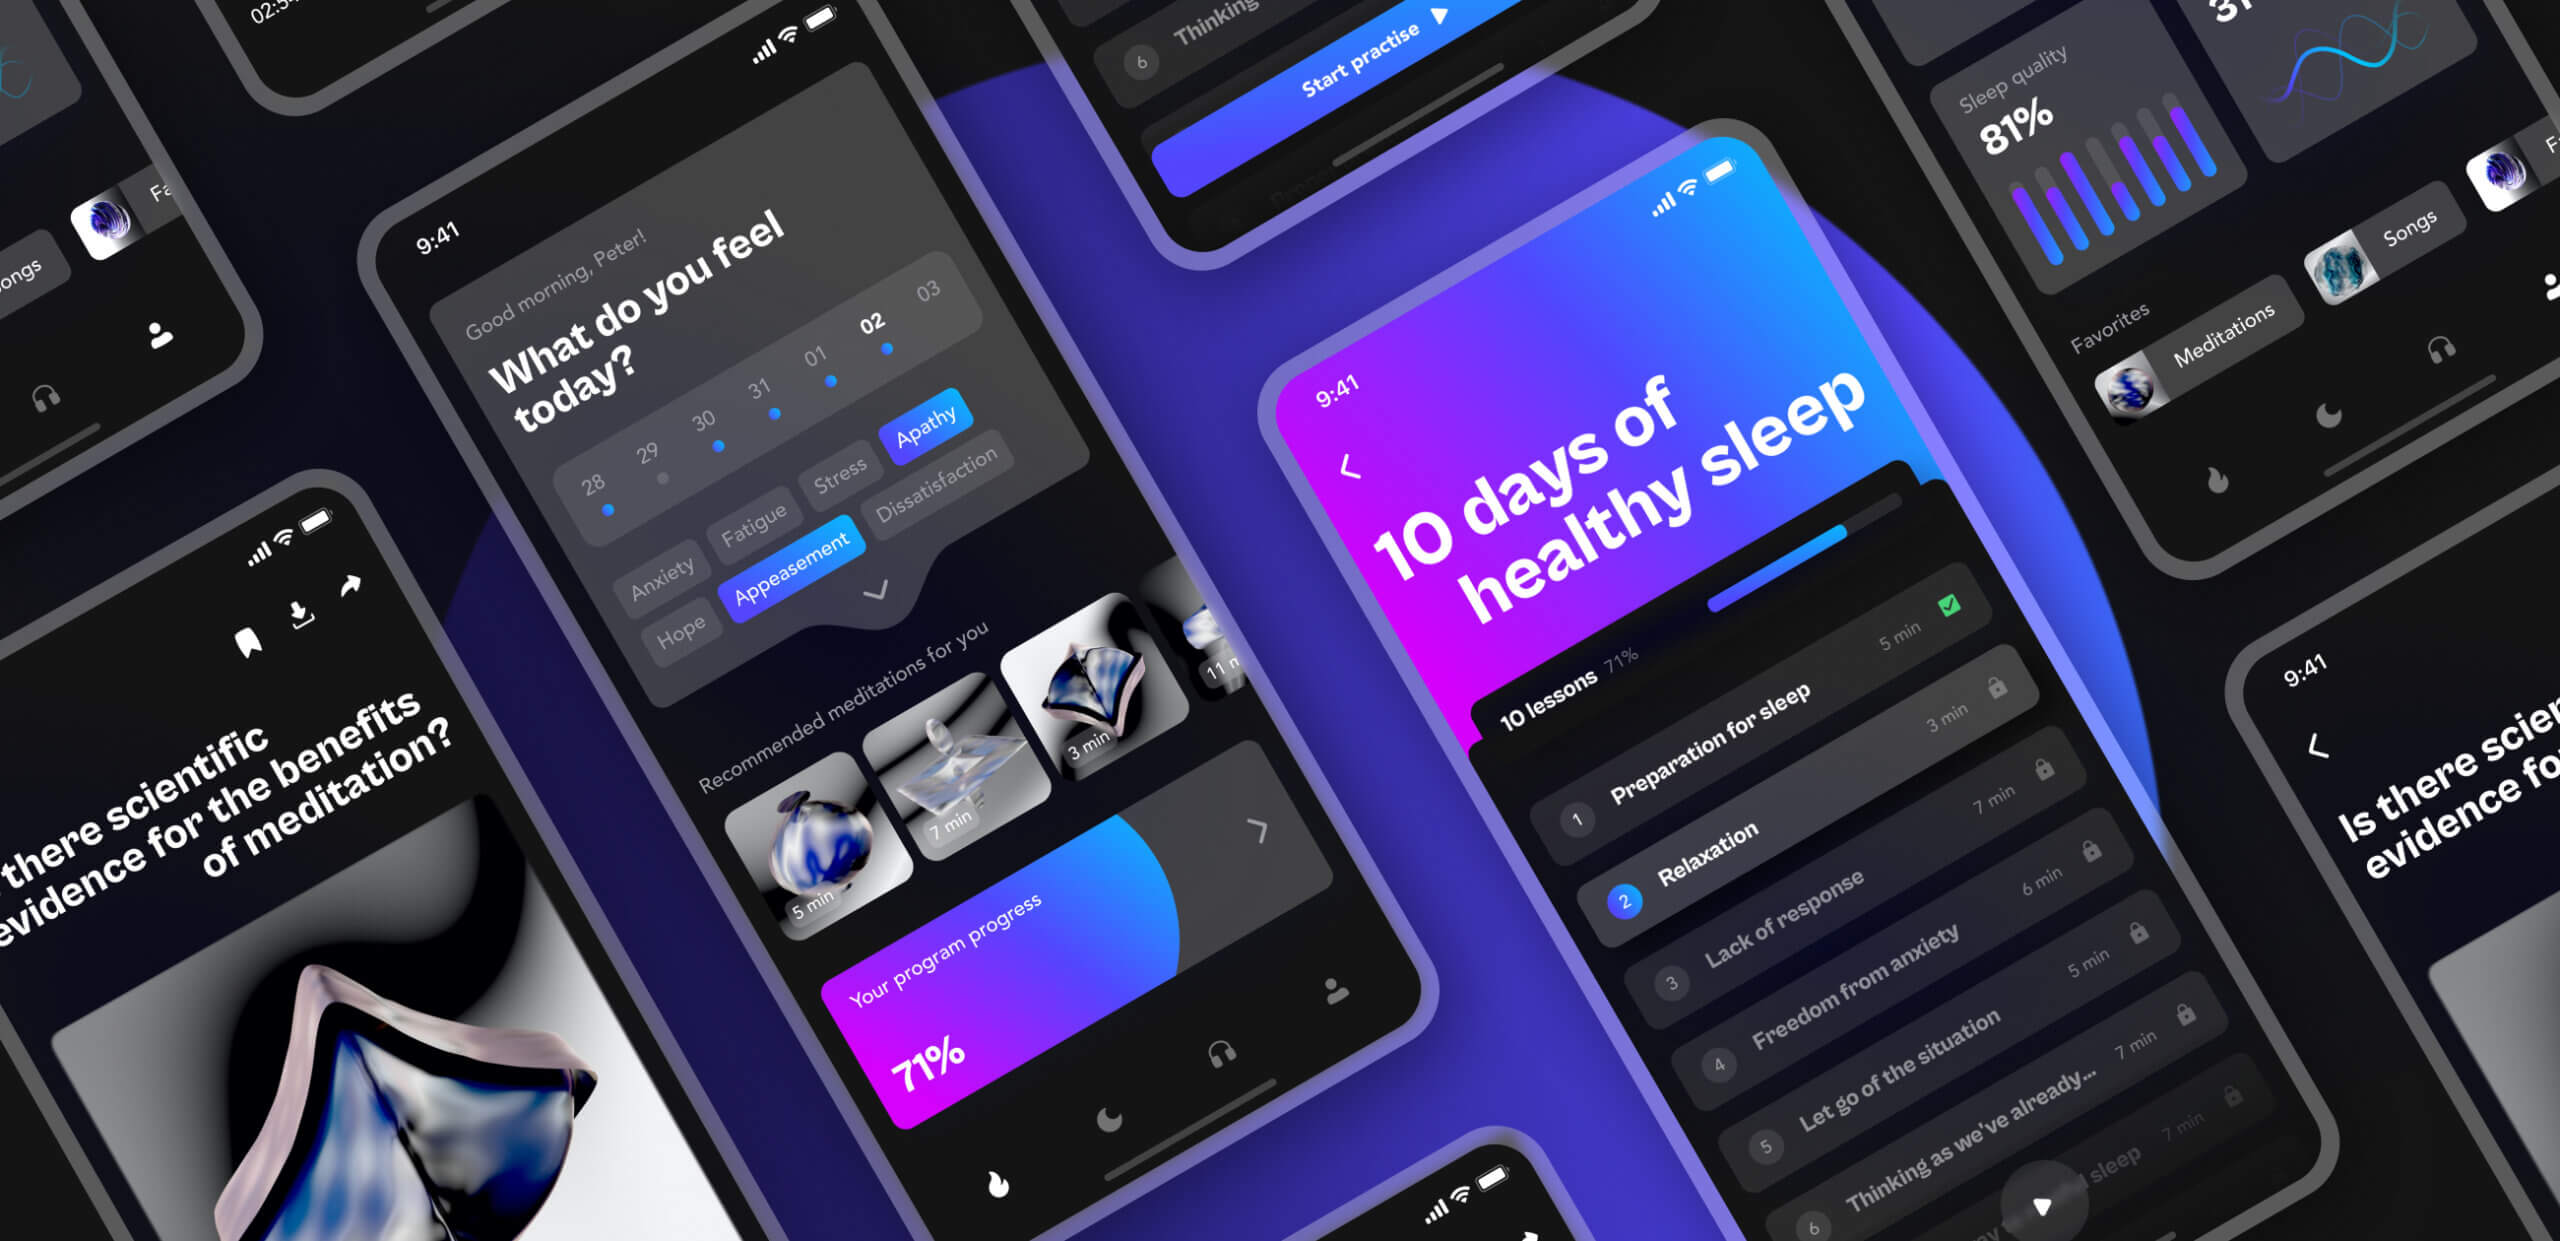 ongs
Fa
there scientific
evidence for the benefits
of meditation?
9:41
Good morning, Peter!
What do you feel
today?
28
29
30
31
01
02
03
Anxiety
Fatigue
Stress
Apathy
Hope
Appeasement
Dissatisfaction
Recommended meditations for you
5 min
7 min
3 min
11
Your program progress
71%
6
Thinking
Start practise
9:41
10 days of
healthy sleep
10 lessons 71%
1 Preparation for sleep 5 min
2 Relaxation 3 min
3 Lack of response 7 min
4 Freedom from anxiety 6 min
5 Let go of the situation 5 min
6 Thinking as we've already... 7 min
sleep 7 min
Sleep quality
81%
Favorites
Meditations
Songs
9:41
Is there scien
evidence fo